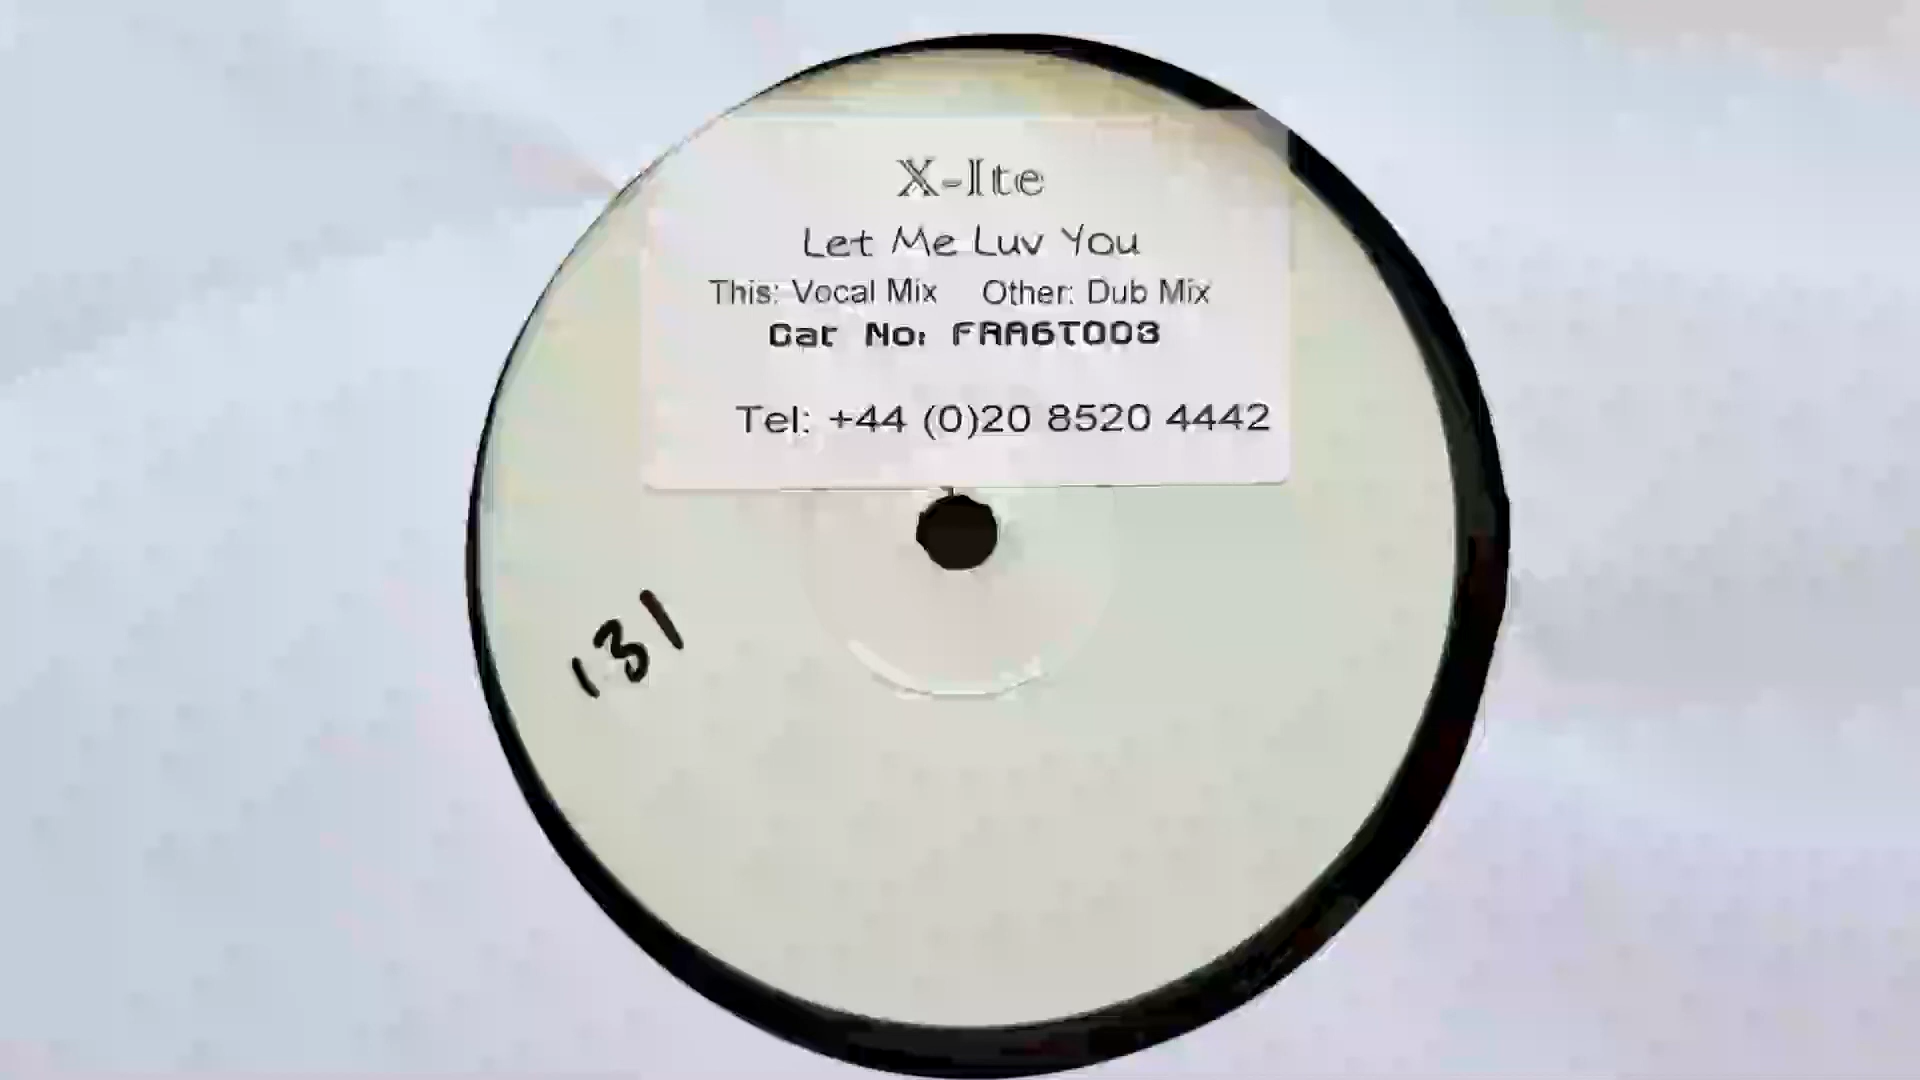 X-Ite
Let Me Luv You
This: Vocal Mix Other: Dub Mix
Cat No: FRAGT003
Tel: +44 (0)20 8520 4442
131